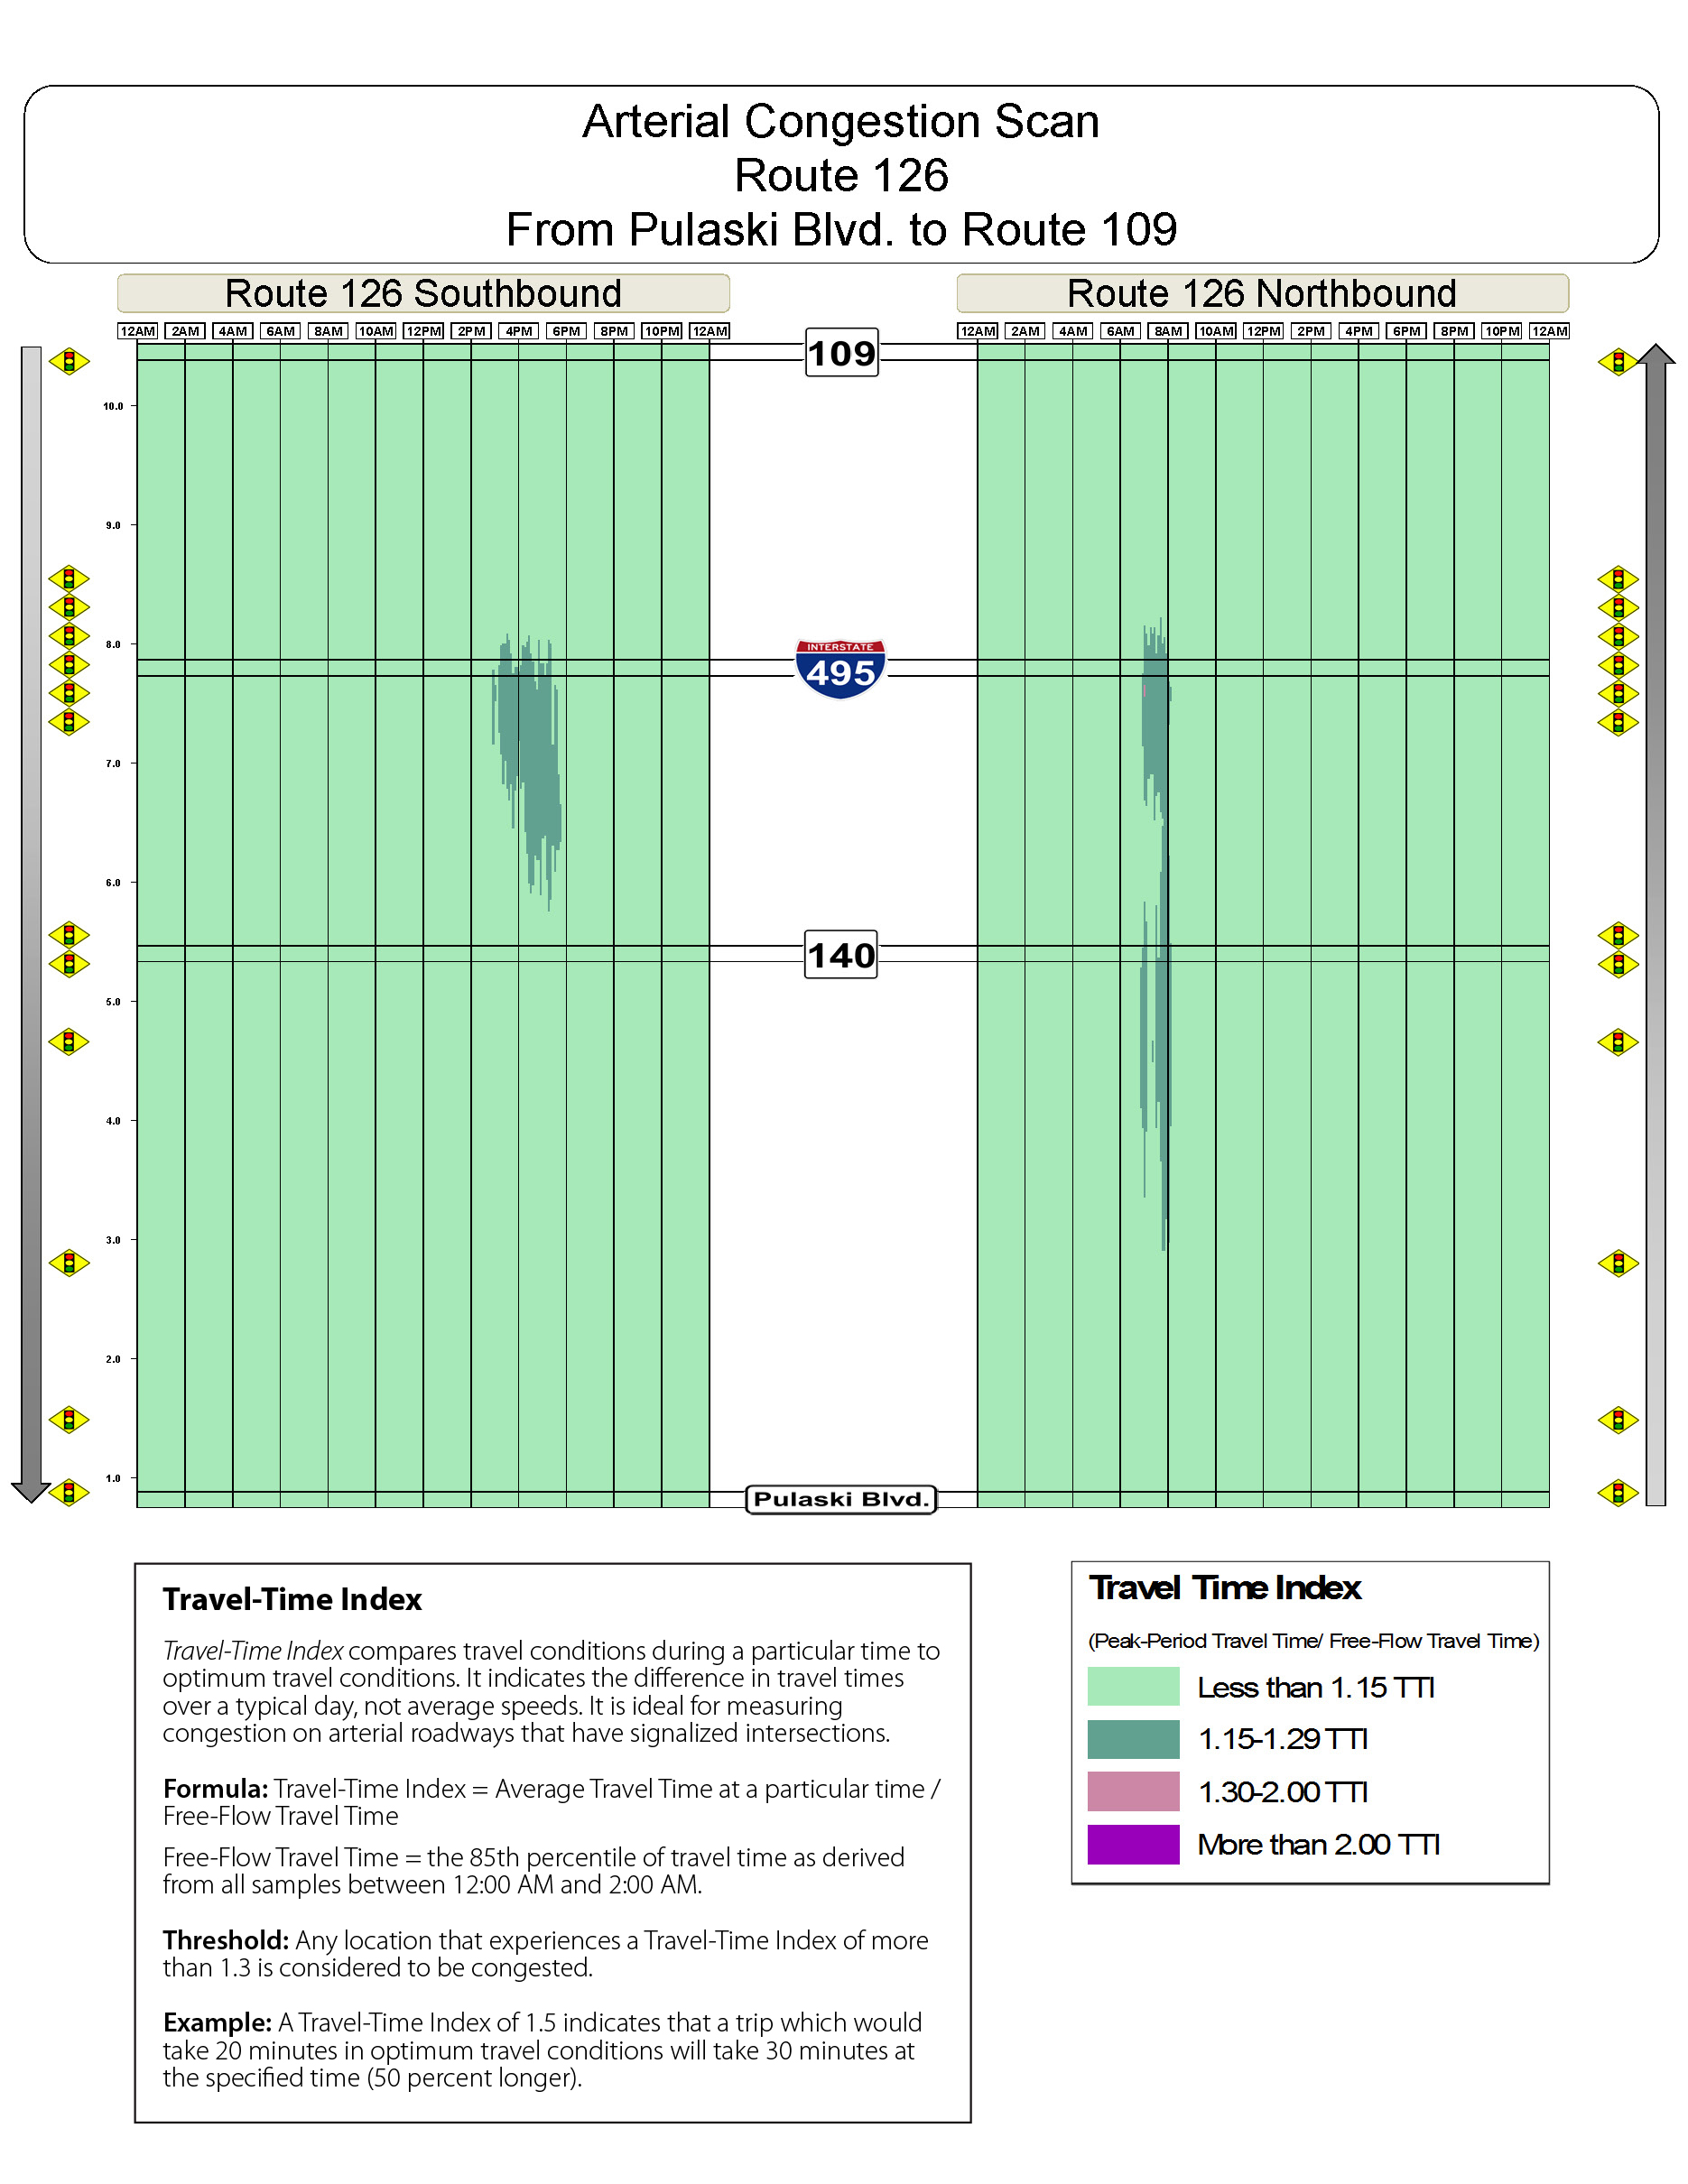 Arterial Congestion Scan
Route 126
From Pulaski Blvd. to Route 109
Route 126 Southbound
Route 126 Northbound
12AM 2AM 4AM 6AM 8AM 10AM 12PM 2PM 4PM 6PM 8PM 10PM 12AM
12AM 2AM 4AM 6AM 8AM 10AM 12PM 2PM 4PM 6PM 8PM 10PM 12AM
109
10.0
9.0
8.0
INTERSTATE
495
7.0
6.0
140
5.0
4.0
3.0
2.0
1.0
Pulaski Blvd.
Travel-Time Index
Travel-Time Index compares travel conditions during a particular time to
optimum travel conditions. It indicates the difference in travel times
over a typical day, not average speeds. It is ideal for measuring
congestion on arterial roadways that have signalized intersections.
Formula: Travel-Time Index = Average Travel Time at a particular time /
Free-Flow Travel Time
Free-Flow Travel Time = the 85th percentile of travel time as derived
from all samples between 12:00 AM and 2:00 AM.
Threshold: Any location that experiences a Travel-Time Index of more
than 1.3 is considered to be congested.
Example: A Travel-Time Index of 1.5 indicates that a trip which would
take 20 minutes in optimum travel conditions will take 30 minutes at
the specified time (50 percent longer).
Travel Time Index
(Peak-Period Travel Time/ Free-Flow Travel Time)
Less than 1.15 TTI
1.15-1.29 TTI
1.30-2.00 TTI
More than 2.00 TTI